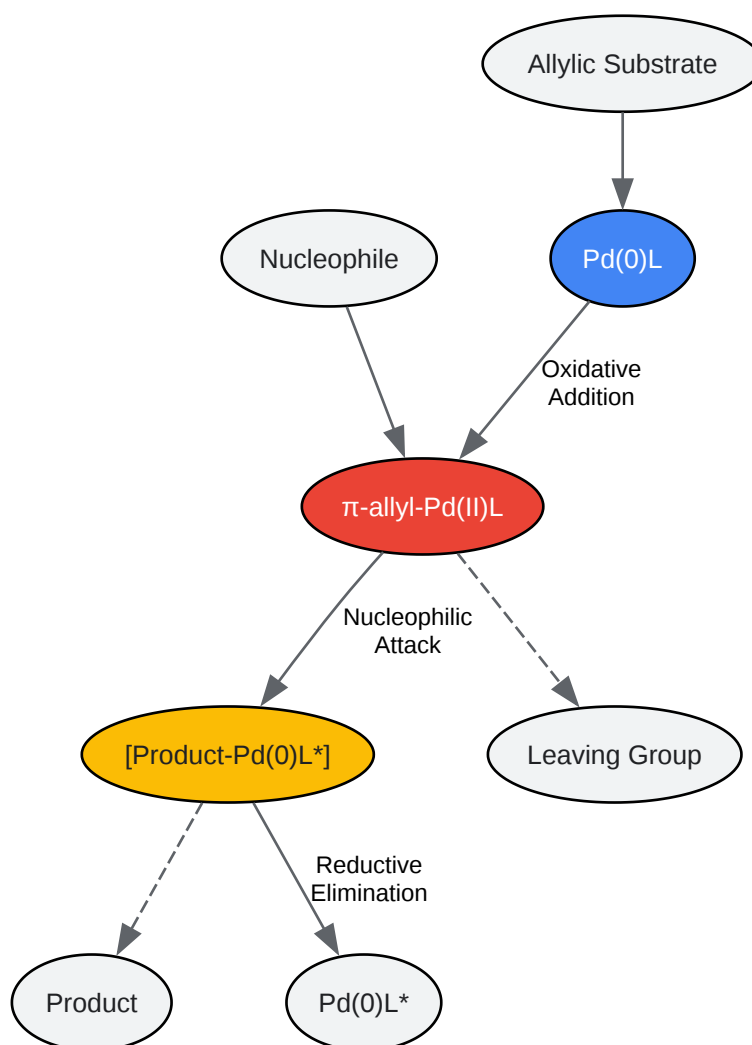 Allylic Substrate
Nucleophile
Pd(0)L
Oxidative
Addition
π-allyl-Pd(II)L
Nucleophilic
Attack
[Product-Pd(0)L*]
Leaving Group
Reductive
Elimination
Product
Pd(0)L*